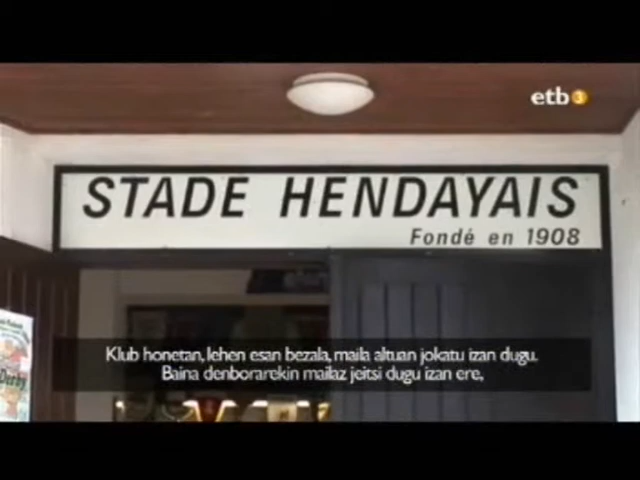 etb3
STADE HENDAYAIS
Fondé en 1908
Derby
Klub honetan, lehen esan bezala, maila altuan jokatu izan dugu.
Baina denborarekin mailaz jeitsi dugu izan ere,